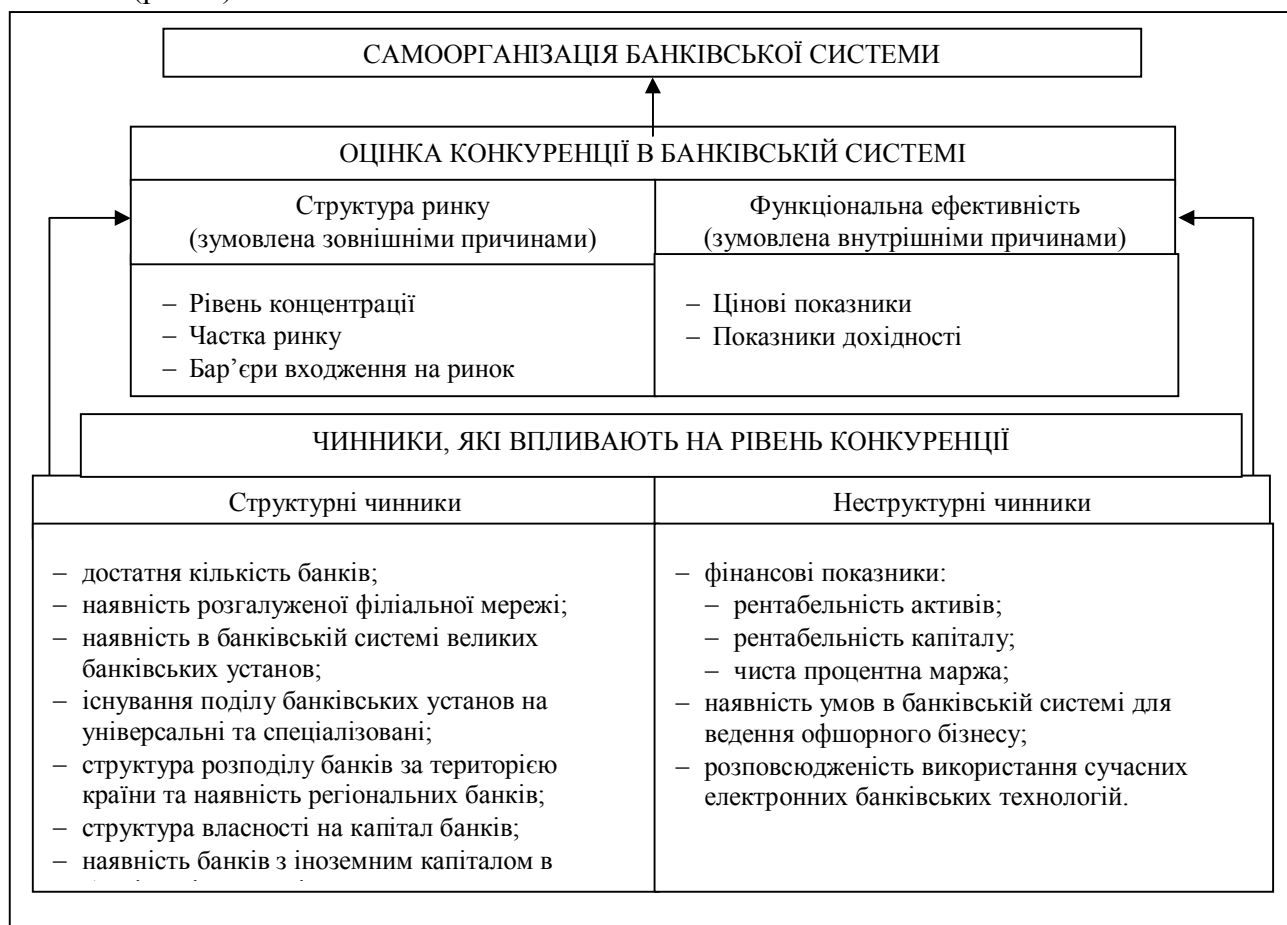 САМООРГАНІЗАЦІЯ БАНКІВСЬКОЇ СИСТЕМИ
ОЦІНКА КОНКУРЕНЦІЇ В БАНКІВСЬКІЙ СИСТЕМІ
Структура ринку
(зумовлена зовнішніми причинами)
Функціональна ефективність
(зумовлена внутрішніми причинами)
– Рівень концентрації
– Частка ринку
– Бар’єри входження на ринок
– Цінові показники
– Показники дохідності
ЧИННИКИ, ЯКІ ВПЛИВАЮТЬ НА РІВЕНЬ КОНКУРЕНЦІЇ
Структурні чинники
– достатня кількість банків;
– наявність розгалуженої філіальної мережі;
– наявність в банківській системі великих
банківських установ;
– існування поділу банківських установ на
універсальні та спеціалізовані;
– структура розподілу банків за територією
країни та наявність регіональних банків;
– структура власності на капітал банків;
– наявність банків з іноземним капіталом в
Неструктурні чинники
– фінансові показники:
– рентабельність активів;
– рентабельність капіталу;
– чиста процентна маржа;
– наявність умов в банківській системі для
ведення офшорного бізнесу;
– розповсюдженість використання сучасних
електронних банківських технологій.